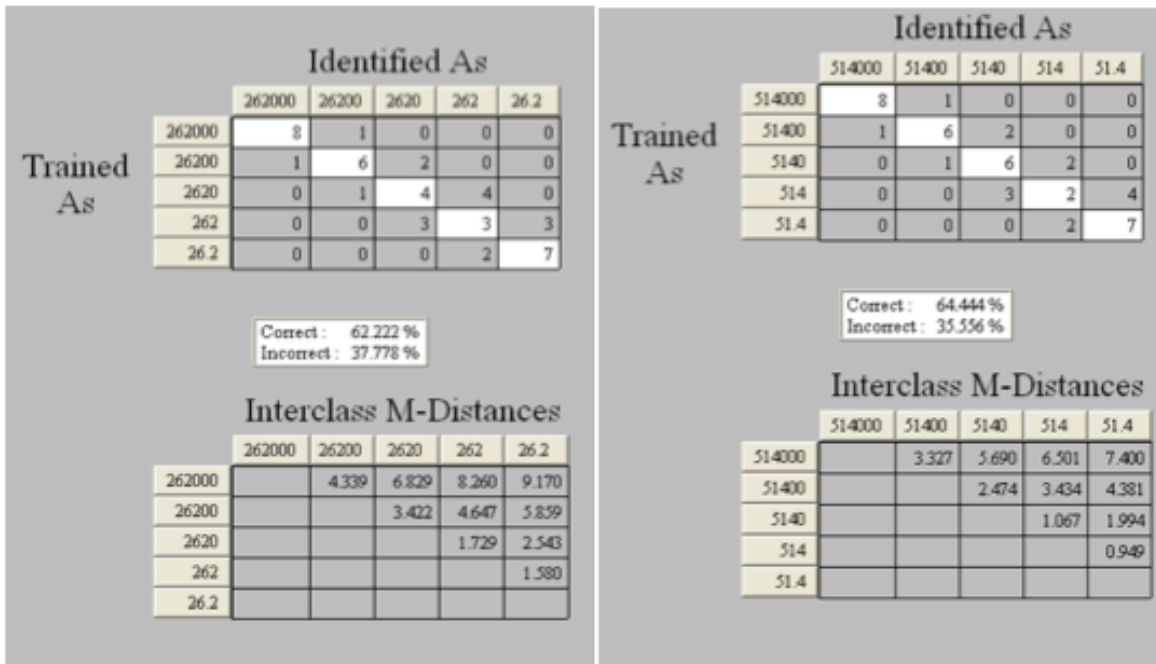 Identified As
262000 26200 2620 262 26.2
Trained As
262000 8 1 0 0 0
26200 1 6 2 0 0
2620 0 1 4 4 0
262 0 0 3 3 3
26.2 0 0 0 2 7
Correct : 62.222 %
Incorrect : 37.778 %
Interclass M-Distances
262000 26200 2620 262 26.2
262000 4.339 6.829 8.260 9.170
26200 3.422 4.647 5.859
2620 1.729 2.543
262 1.580
26.2
Identified As
514000 51400 5140 514 51.4
Trained As
514000 8 1 0 0 0
51400 1 6 2 0 0
5140 0 1 6 2 0
514 0 0 3 2 4
51.4 0 0 0 2 7
Correct : 64.444 %
Incorrect : 35.556 %
Interclass M-Distances
514000 51400 5140 514 51.4
514000 3.327 5.690 6.501 7.400
51400 2.474 3.434 4.381
5140 1.067 1.994
514 0.949
51.4